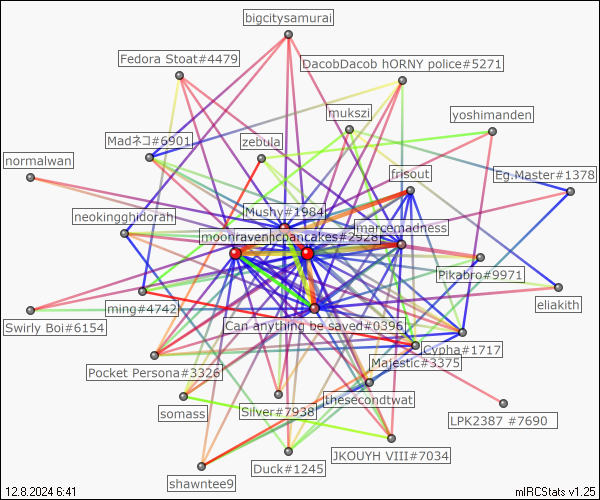 bigcitysamurai
Fedora Stoat#4479
DacobDacob hORNY police#5271
mukszi
yoshimanden
Madネコ#6901
zebula
normalwan
frisout
Eg.Master#1378
neokingghidorah
Mushy#1984
marcemadness
pancakes#2928
Pikabro#9971
eliakith
ming#4742
Swirly Boi#6154
Can anything be saved#0396
Cypha#1717
Majestic#3375
Pocket Persona#3326
thesecondtwat
somass
Silver#7938
LPK2387 #7690
JKOUYH VIII#7034
Duck#1245
shawntee9
12.8.2024 6:41
mIRCStats v1.25